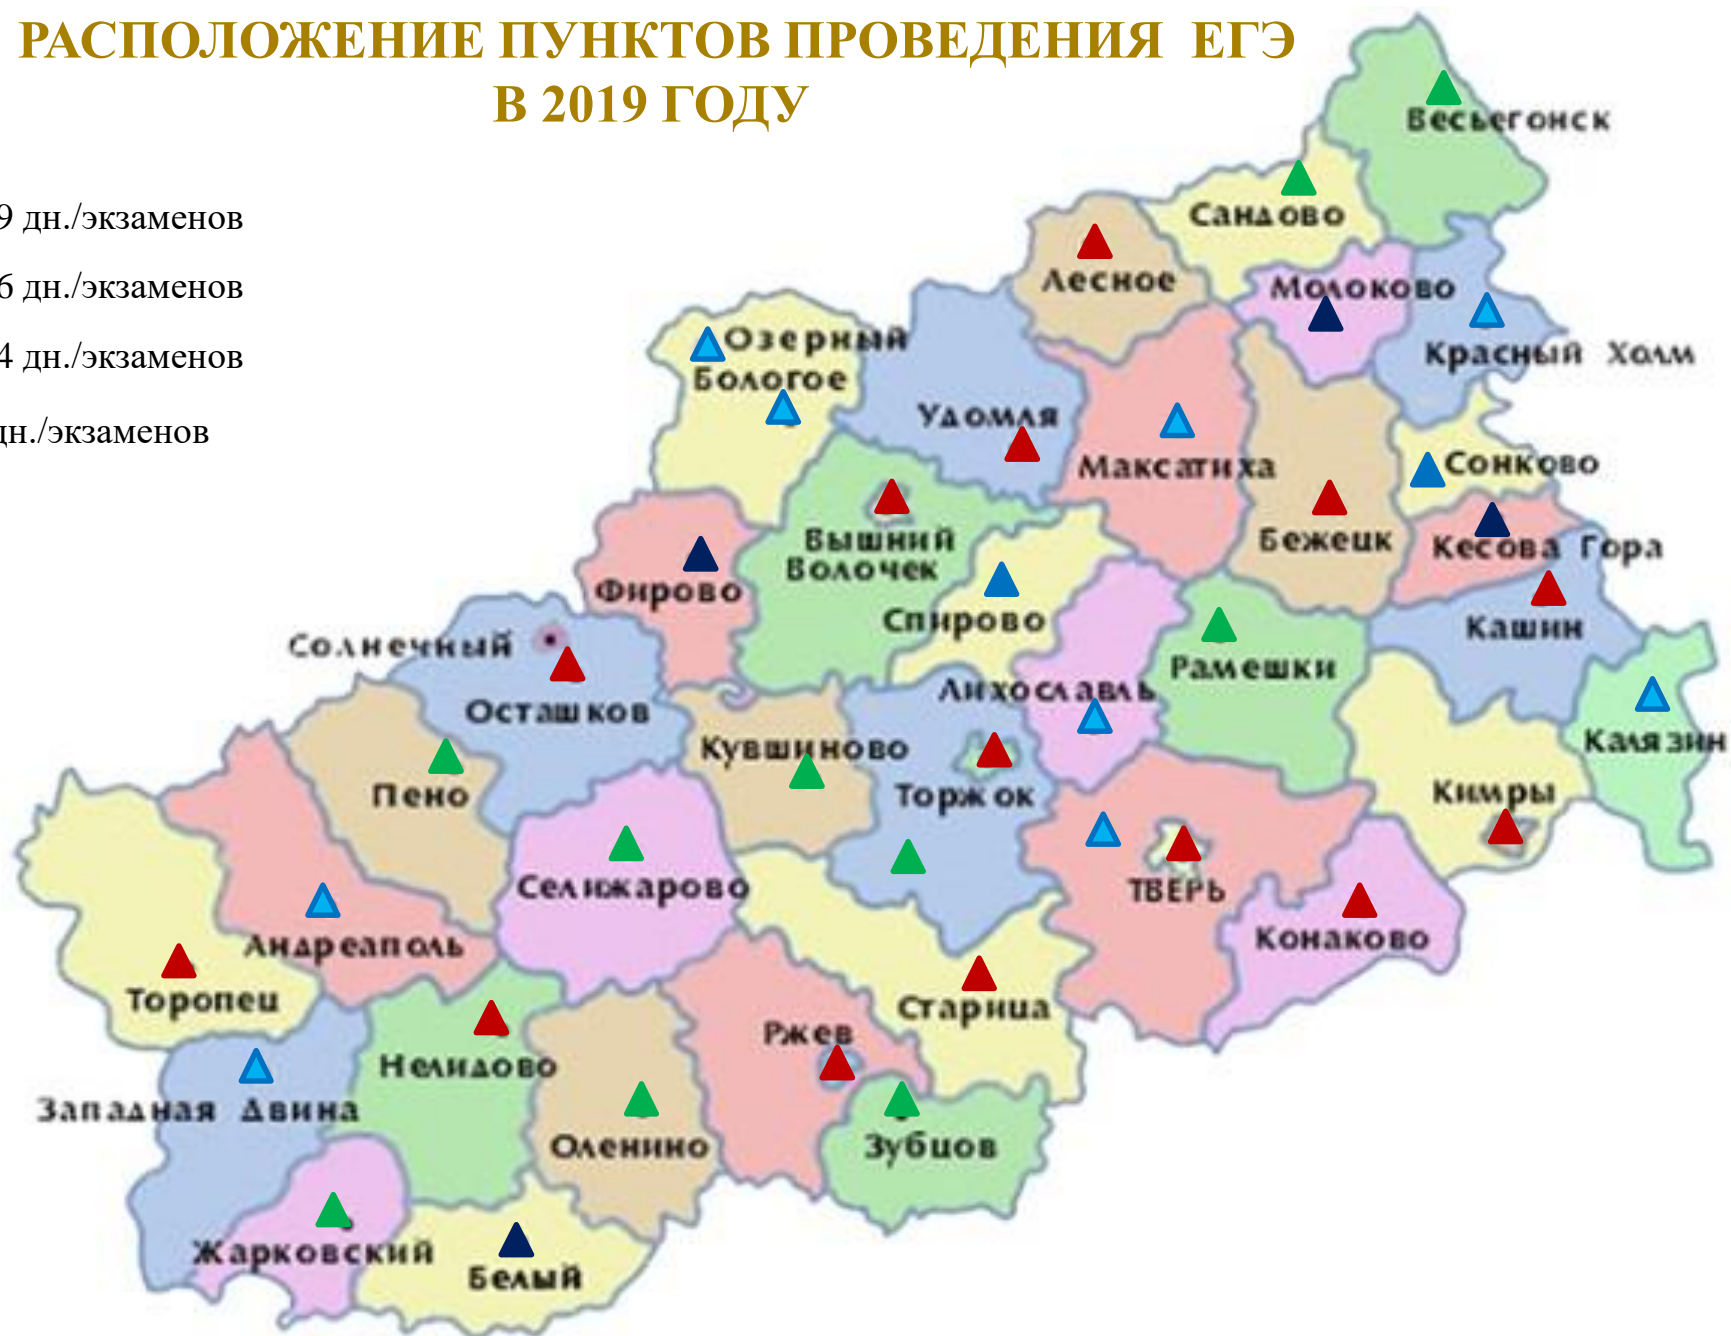 РАСПОЛОЖЕНИЕ ПУНКТОВ ПРОВЕДЕНИЯ ЕГЭ
В 2019 ГОДУ
Весьегонск
9 дн./экзаменов
Сандово
Лесное
6 дн./экзаменов
Молоково
Озерный
4 дн./экзаменов
Красный Холм
Бологое
Удомля
дн./экзаменов
Максатиха
Сонково
Вышний
Волочек
Бежецк
Кесова Гора
Фирово
Спирово
Кашин
Солнечный
Рамешки
Лихославль
Осташков
Кувшиново
Калязин
Пено
Торжок
Кимры
Селижарово
ТВЕРЬ
Андреаполь
Конаково
Торопец
Старица
Ржев
Нелидово
Западная Двина
Оленино
Зубцов
Жарковский
Белый